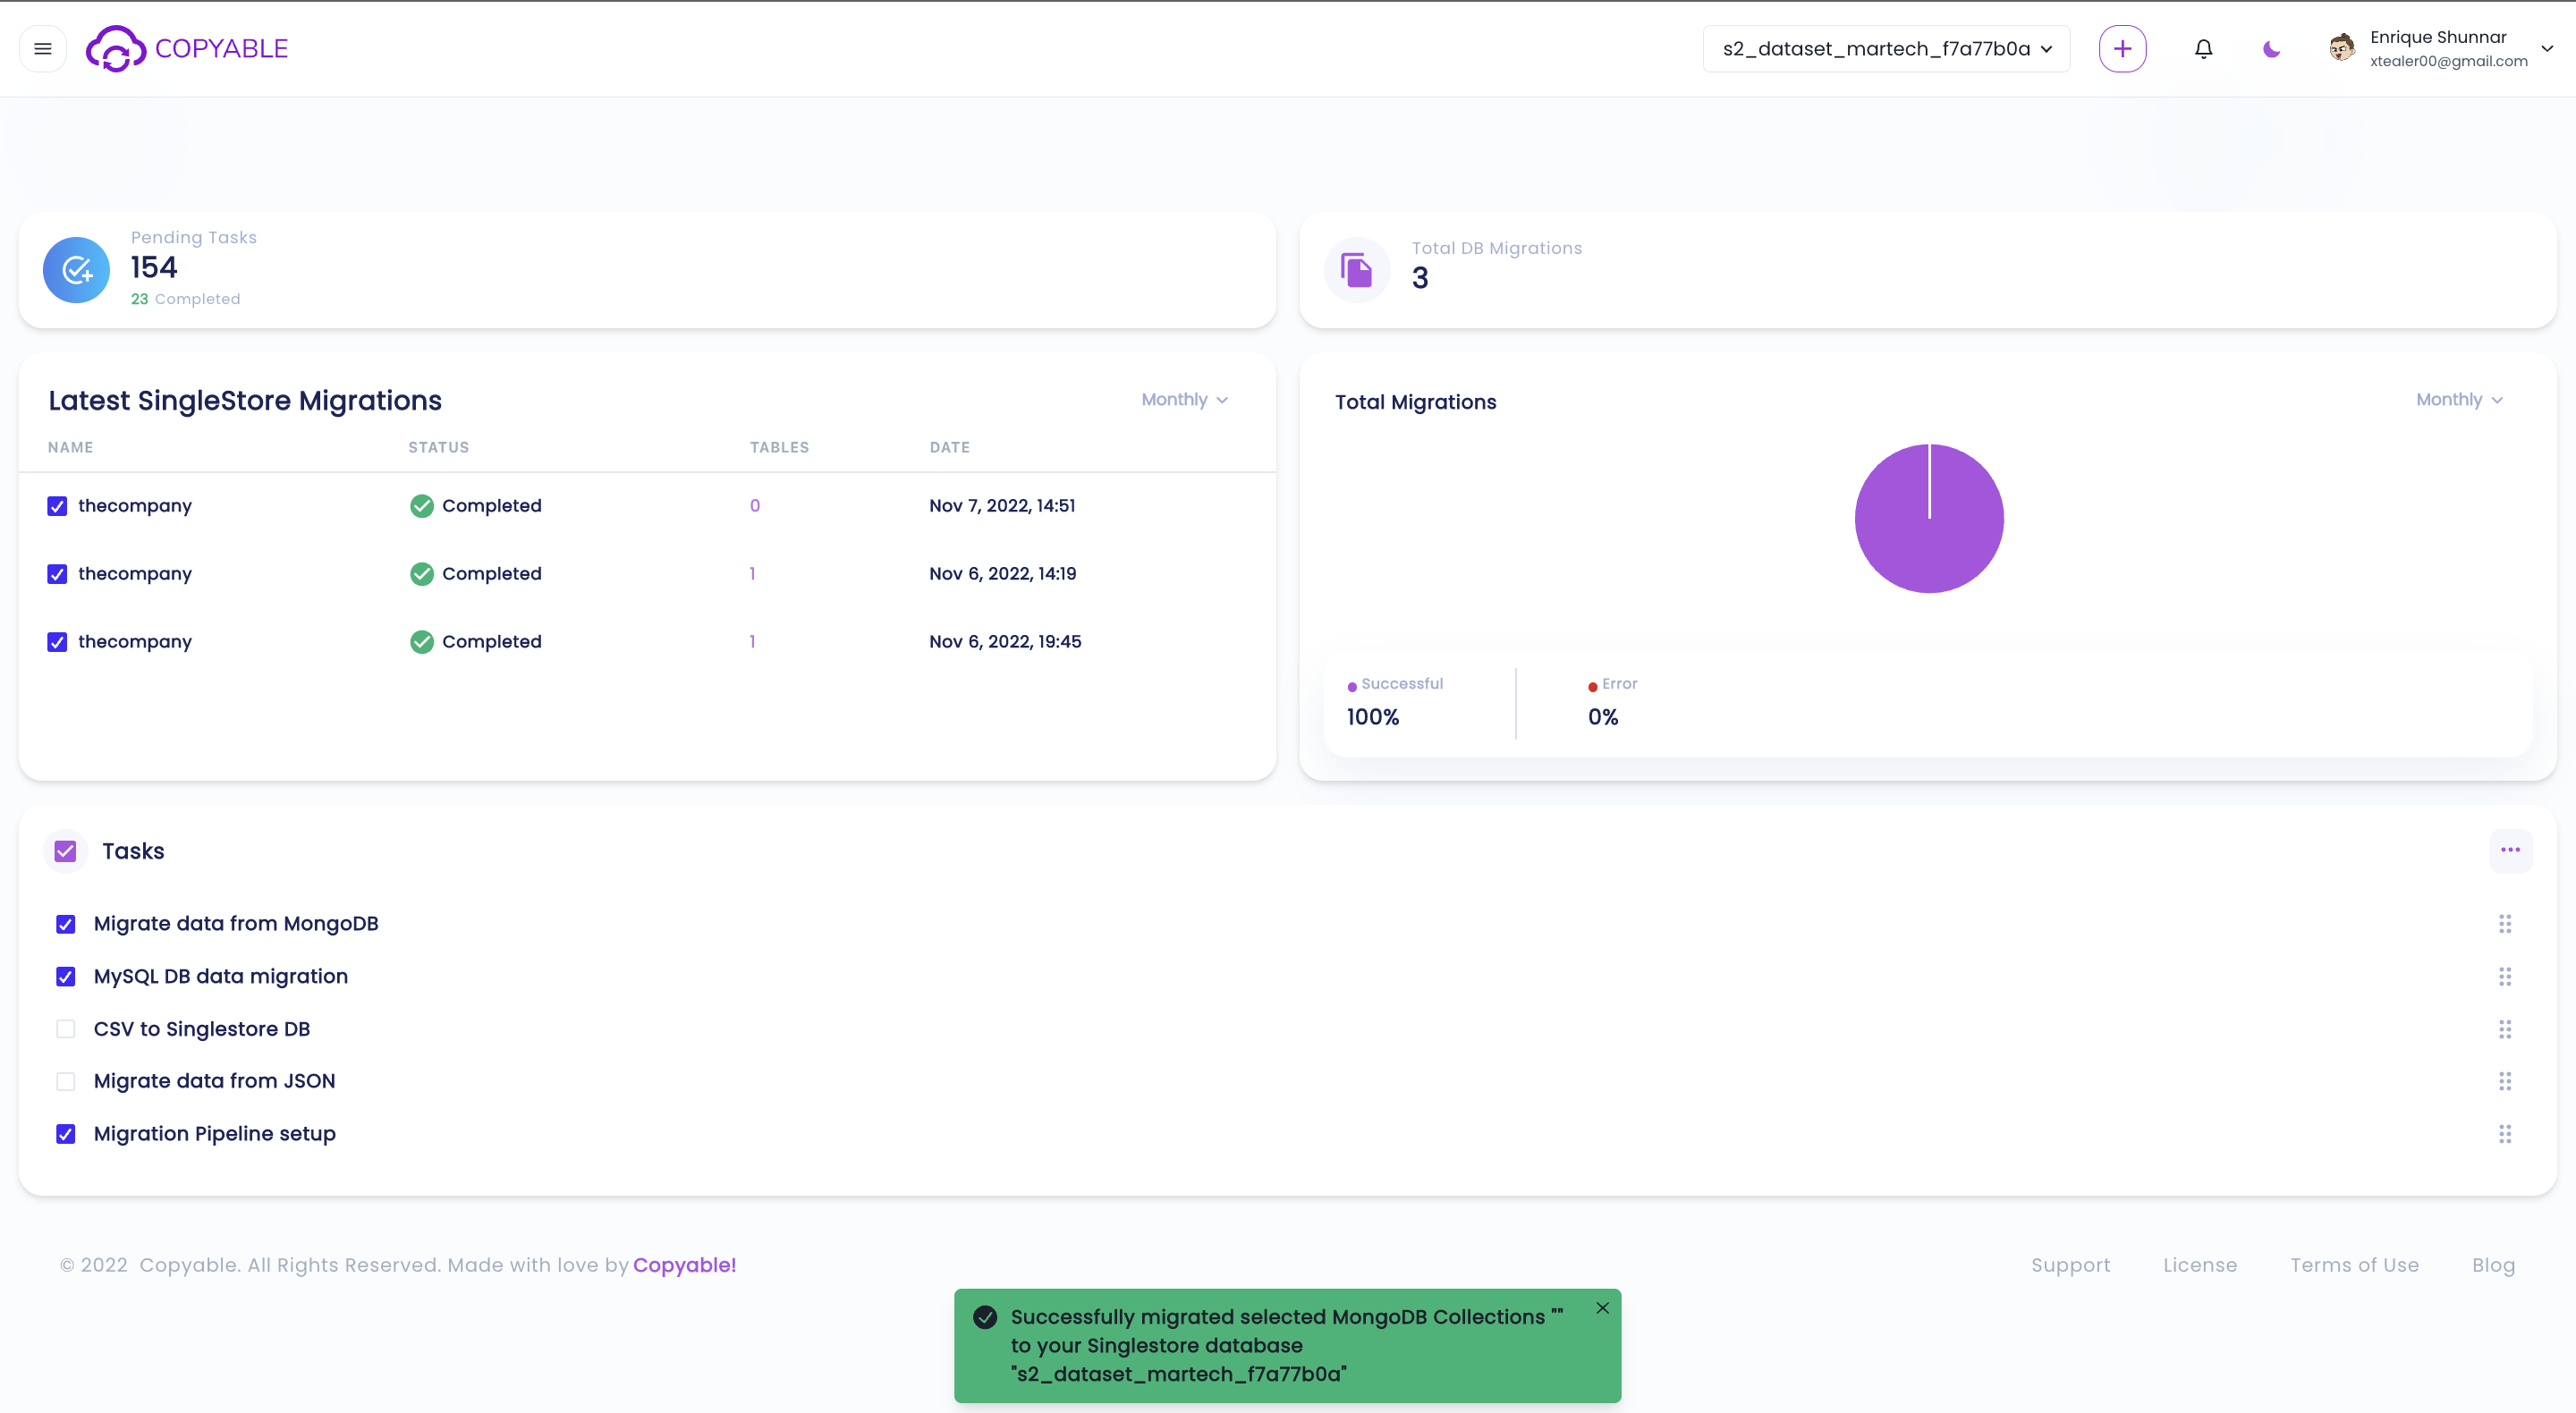 COPYABLE
s2_dataset_martech_f7a77b0a
Enrique Shunnar
xtealer00@gmail.com
Pending Tasks
154
23 Completed
Total DB Migrations
3
Latest SingleStore Migrations
Monthly
NAME STATUS TABLES DATE
thecompany Completed 0 Nov 7, 2022, 14:51
thecompany Completed 1 Nov 6, 2022, 14:19
thecompany Completed 1 Nov 6, 2022, 19:45
Total Migrations
Monthly
Successful
100%
Error
0%
Tasks
Migrate data from MongoDB
MySQL DB data migration
CSV to Singlestore DB
Migrate data from JSON
Migration Pipeline setup
© 2022 Copyable. All Rights Reserved. Made with love by Copyable!
Support License Terms of Use Blog
Successfully migrated selected MongoDB Collections ""
to your Singlestore database
"s2_dataset_martech_f7a77b0a"